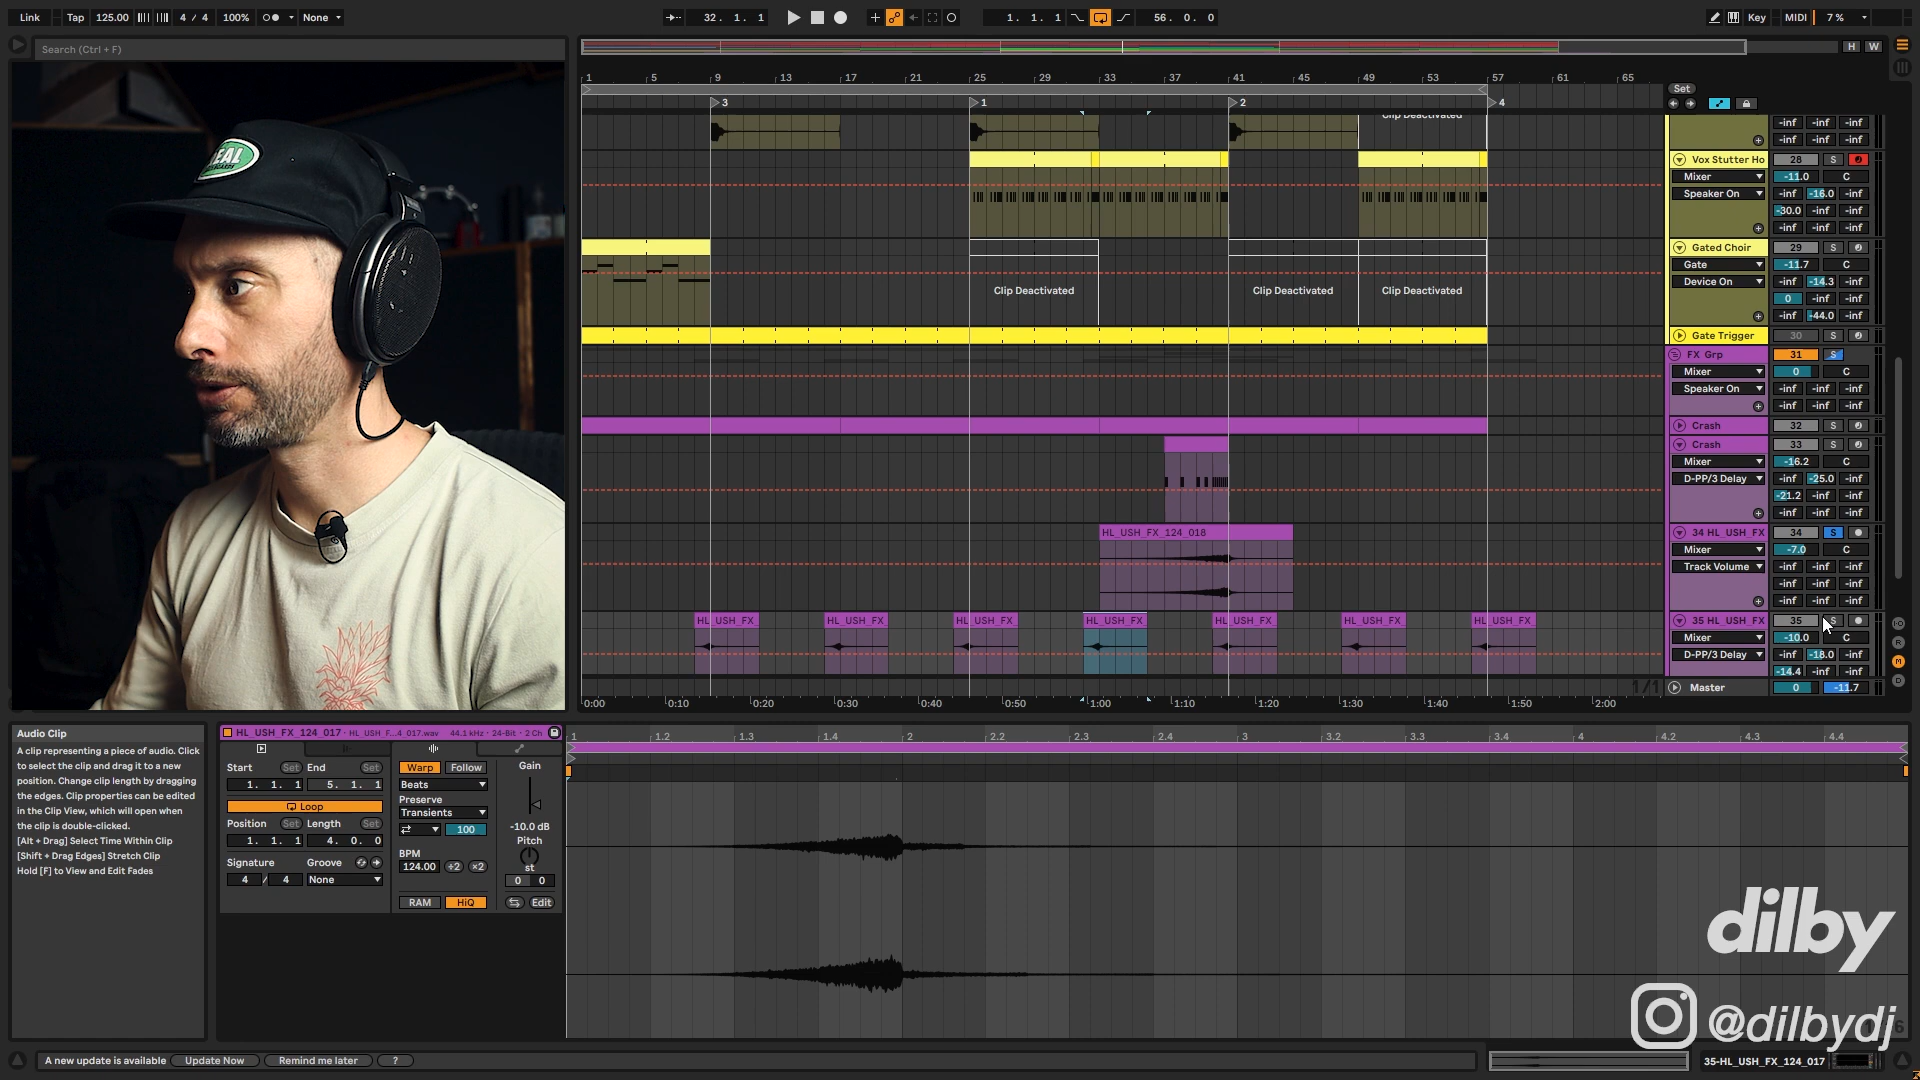 Link Tap 125.00 4 / 4 100% None 32. 1. 1 1. 1. 1 56. 0. 0 Key MIDI 7 %
Search (Ctrl + F)
H W
1 5 9 13 17 21 25 29 33 37 41 45 49 53 57 61 65
Set
3 1 2 4
Clip Deactivated -inf -inf -inf
-inf -inf -inf
Vox Stutter Ho 28 S
Mixer -11.0 C
Speaker On -inf -16.0 -inf
-30.0 -inf -inf
Gated Choir 29 S
Gate -11.7 C
Device On -inf -14.3 -inf
Clip Deactivated Clip Deactivated Clip Deactivated 0 -inf -inf
-inf -44.0 -inf
Gate Trigger 30 S
FX Grp 31 S
Mixer 0 C
Speaker On -inf -inf -inf
-inf -inf -inf
Crash 32 S
Crash 33 S
Mixer -16.2 C
D-PP/3 Delay -inf -25.0 -inf
-21.2 -inf -inf
-inf -inf -inf
HL_USH_FX_124_018 34 HL_USH_FX 34 S
Mixer -7.0 C
Track Volume -inf -inf -inf
-inf -inf -inf
-inf -inf -inf
HL_USH_FX HL_USH_FX HL_USH_FX HL_USH_FX HL_USH_FX HL_USH_FX HL_USH_FX 35 HL_USH_FX 35 S
Mixer -10.0 C
D-PP/3 Delay -inf -18.0 -inf
-14.4 -inf -inf
1/1 Master 0 -11.7
0:00 0:10 0:20 0:30 0:40 0:50 1:00 1:10 1:20 1:30 1:40 1:50 2:00
Audio Clip
A clip representing a piece of audio. Click
to select the clip and drag it to a new
position. Change clip length by dragging
the edges. Clip properties can be edited
in the Clip View, which will open when
the clip is double-clicked.
[Alt + Drag] Select Time Within Clip
[Shift + Drag Edges] Stretch Clip
Hold [F] to View and Edit Fades
HL_USH_FX_124_017 · HL_USH_F...4_017.wav 44.1 kHz · 24-Bit · 2 Ch
Start Set End Set
1. 1. 1 5. 1. 1
Loop
Position Set Length Set
1. 1. 1 4. 0. 0
Signature Groove
4 / 4 None
Warp Follow
Beats
Preserve
Transients
100
BPM
124.00 ÷2 ×2
RAM HiQ
Gain
-10.0 dB
Pitch
st
0 0
Edit
1 1.2 1.3 1.4 2 2.2 2.3 2.4 3 3.2 3.3 3.4 4 4.2 4.3 4.4
REAL
dilby
@dilbydj
A new update is available Update Now Remind me later ?
35-HL_USH_FX_124_017